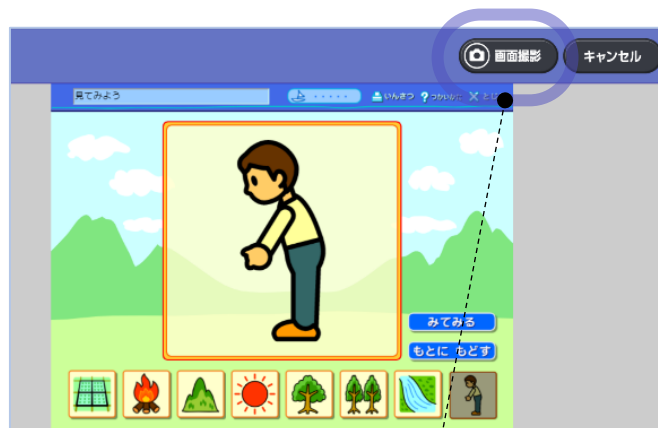 画面撮影
キャンセル
見てみよう
いんさつ
みてみる
もとに もどす